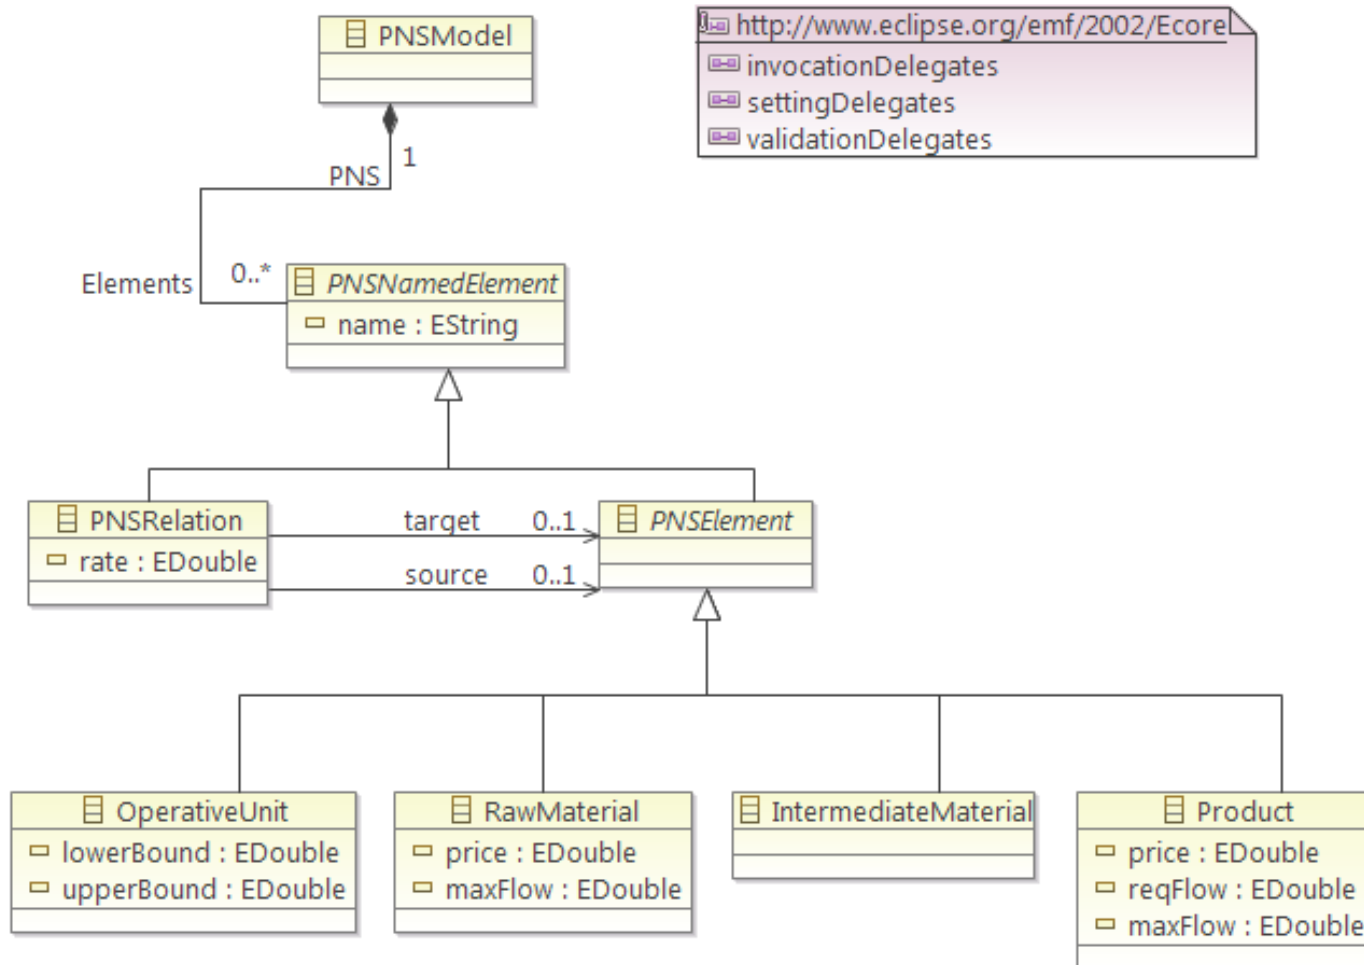 PNSModel
http://www.eclipse.org/emf/2002/Ecore
invocationDelegates
settingDelegates
validationDelegates
1
PNS
Elements
0..*
PNSNamedElement
name : EString
PNSRelation
rate : EDouble
target
0..1
source
0..1
PNSElement
OperativeUnit
lowerBound : EDouble
upperBound : EDouble
RawMaterial
price : EDouble
maxFlow : EDouble
IntermediateMaterial
Product
price : EDouble
reqFlow : EDouble
maxFlow : EDouble